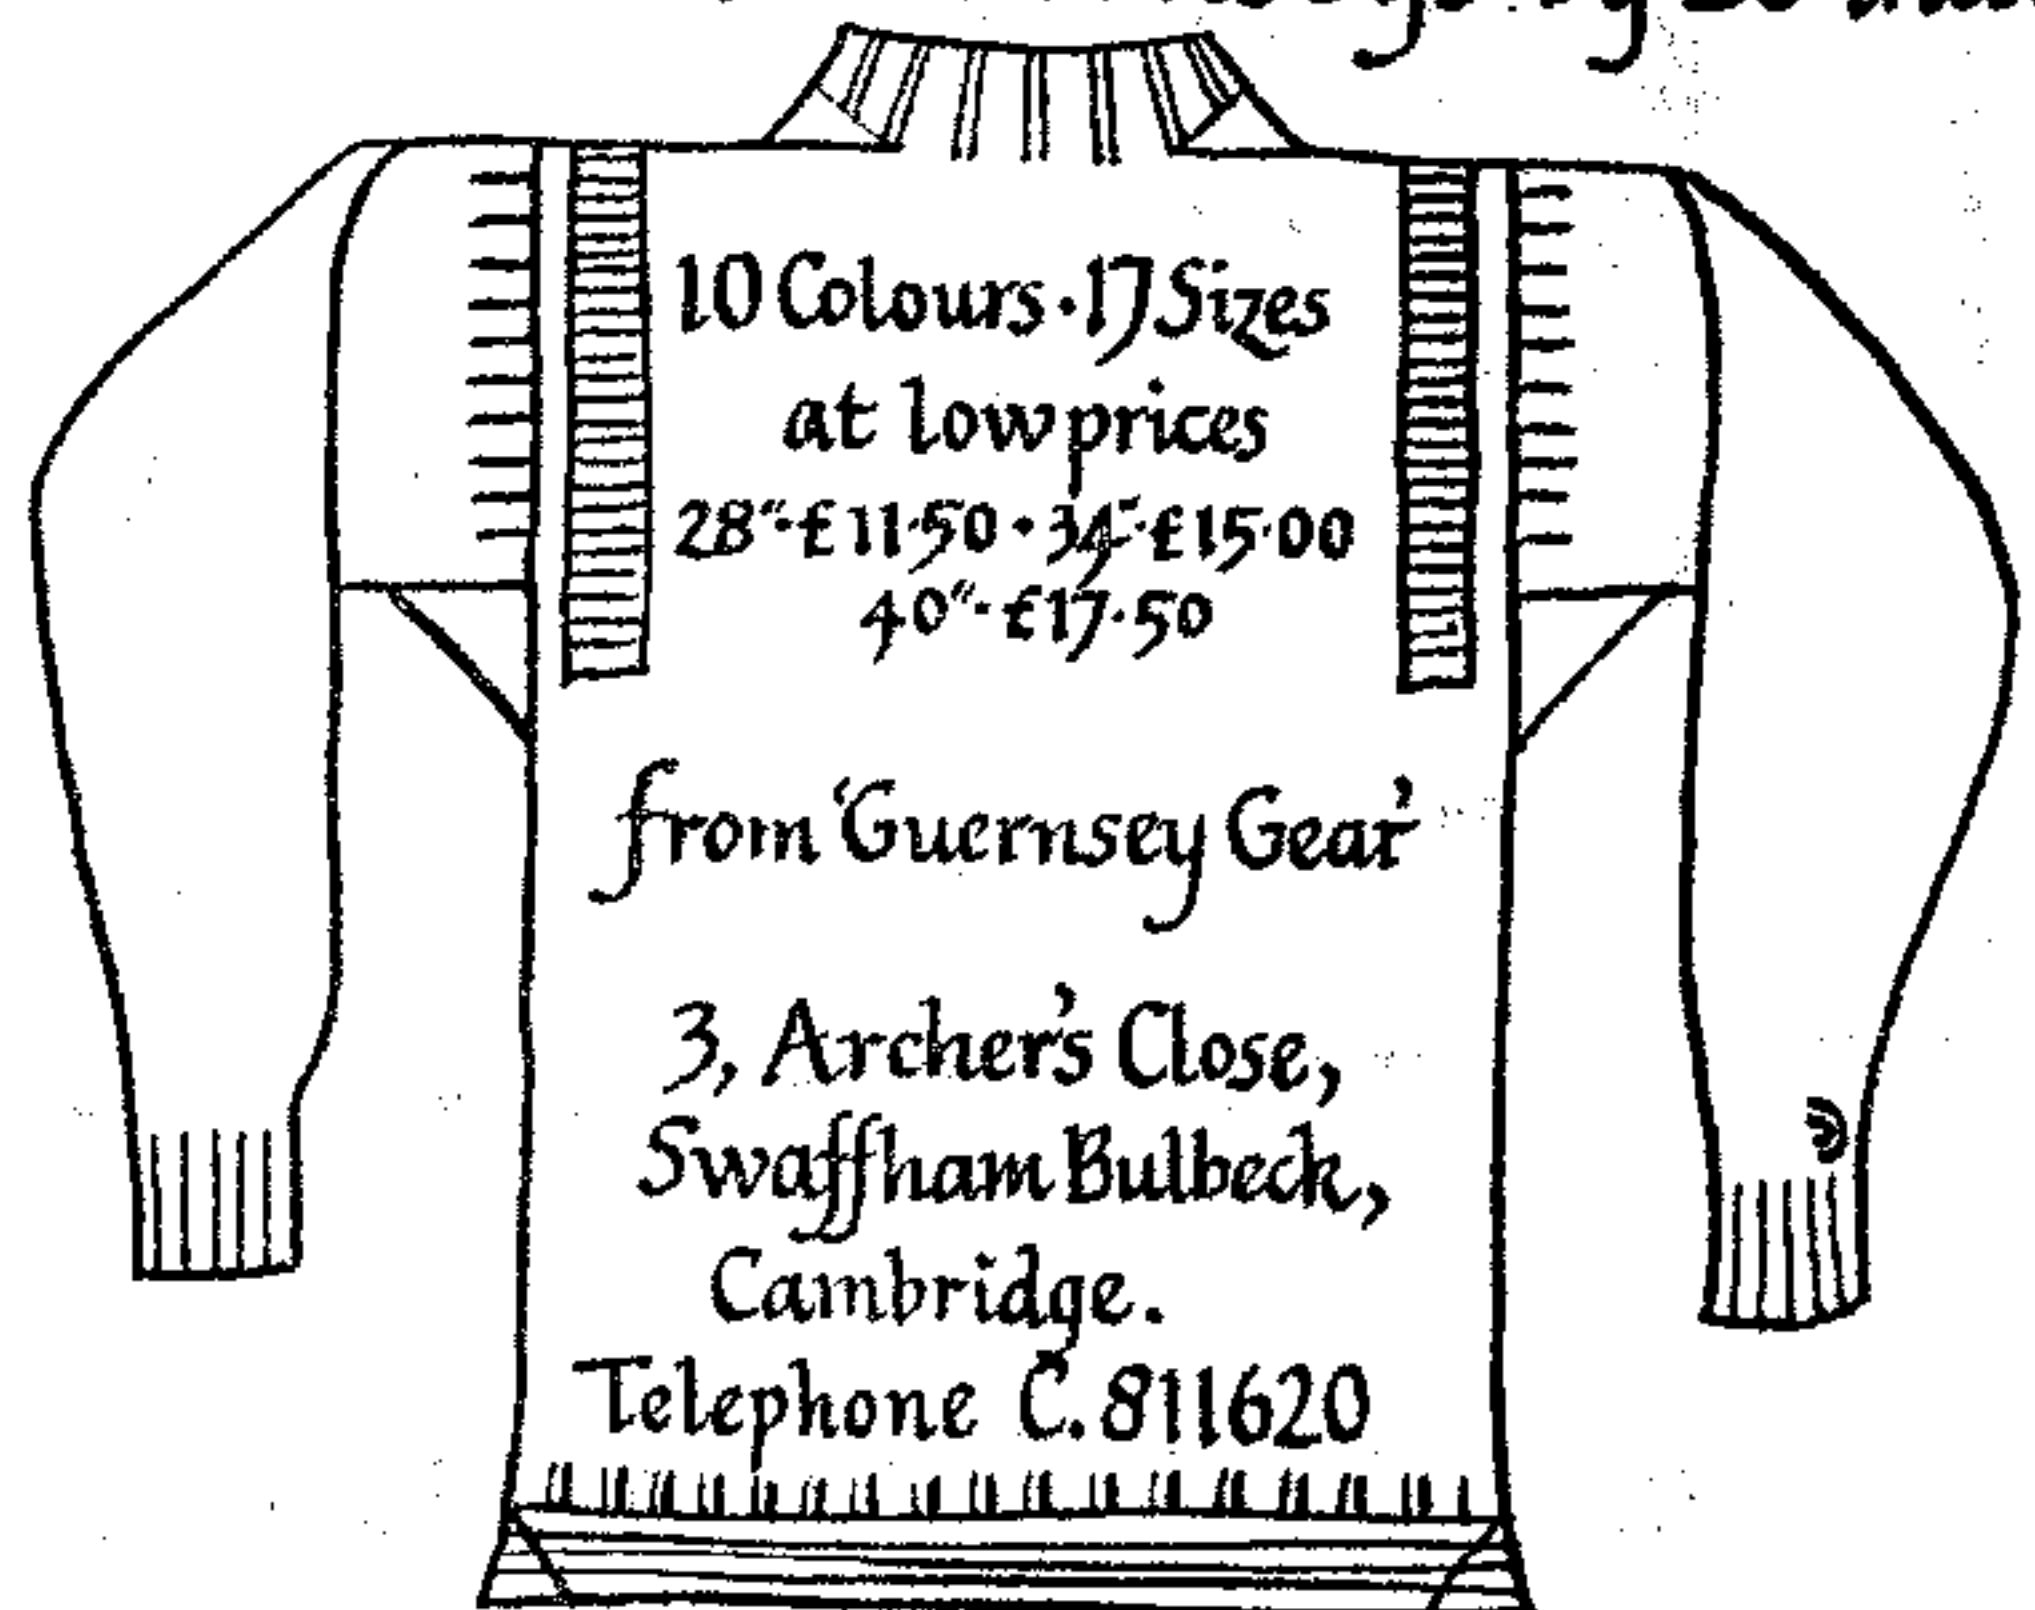 10 Colours · 17 Sizes
at low prices
28"·£11·50 · 34"·£15·00
40"·£17·50
from 'Guernsey Gear'
3, Archer's Close,
Swaffham Bulbeck,
Cambridge.
Telephone C. 811620